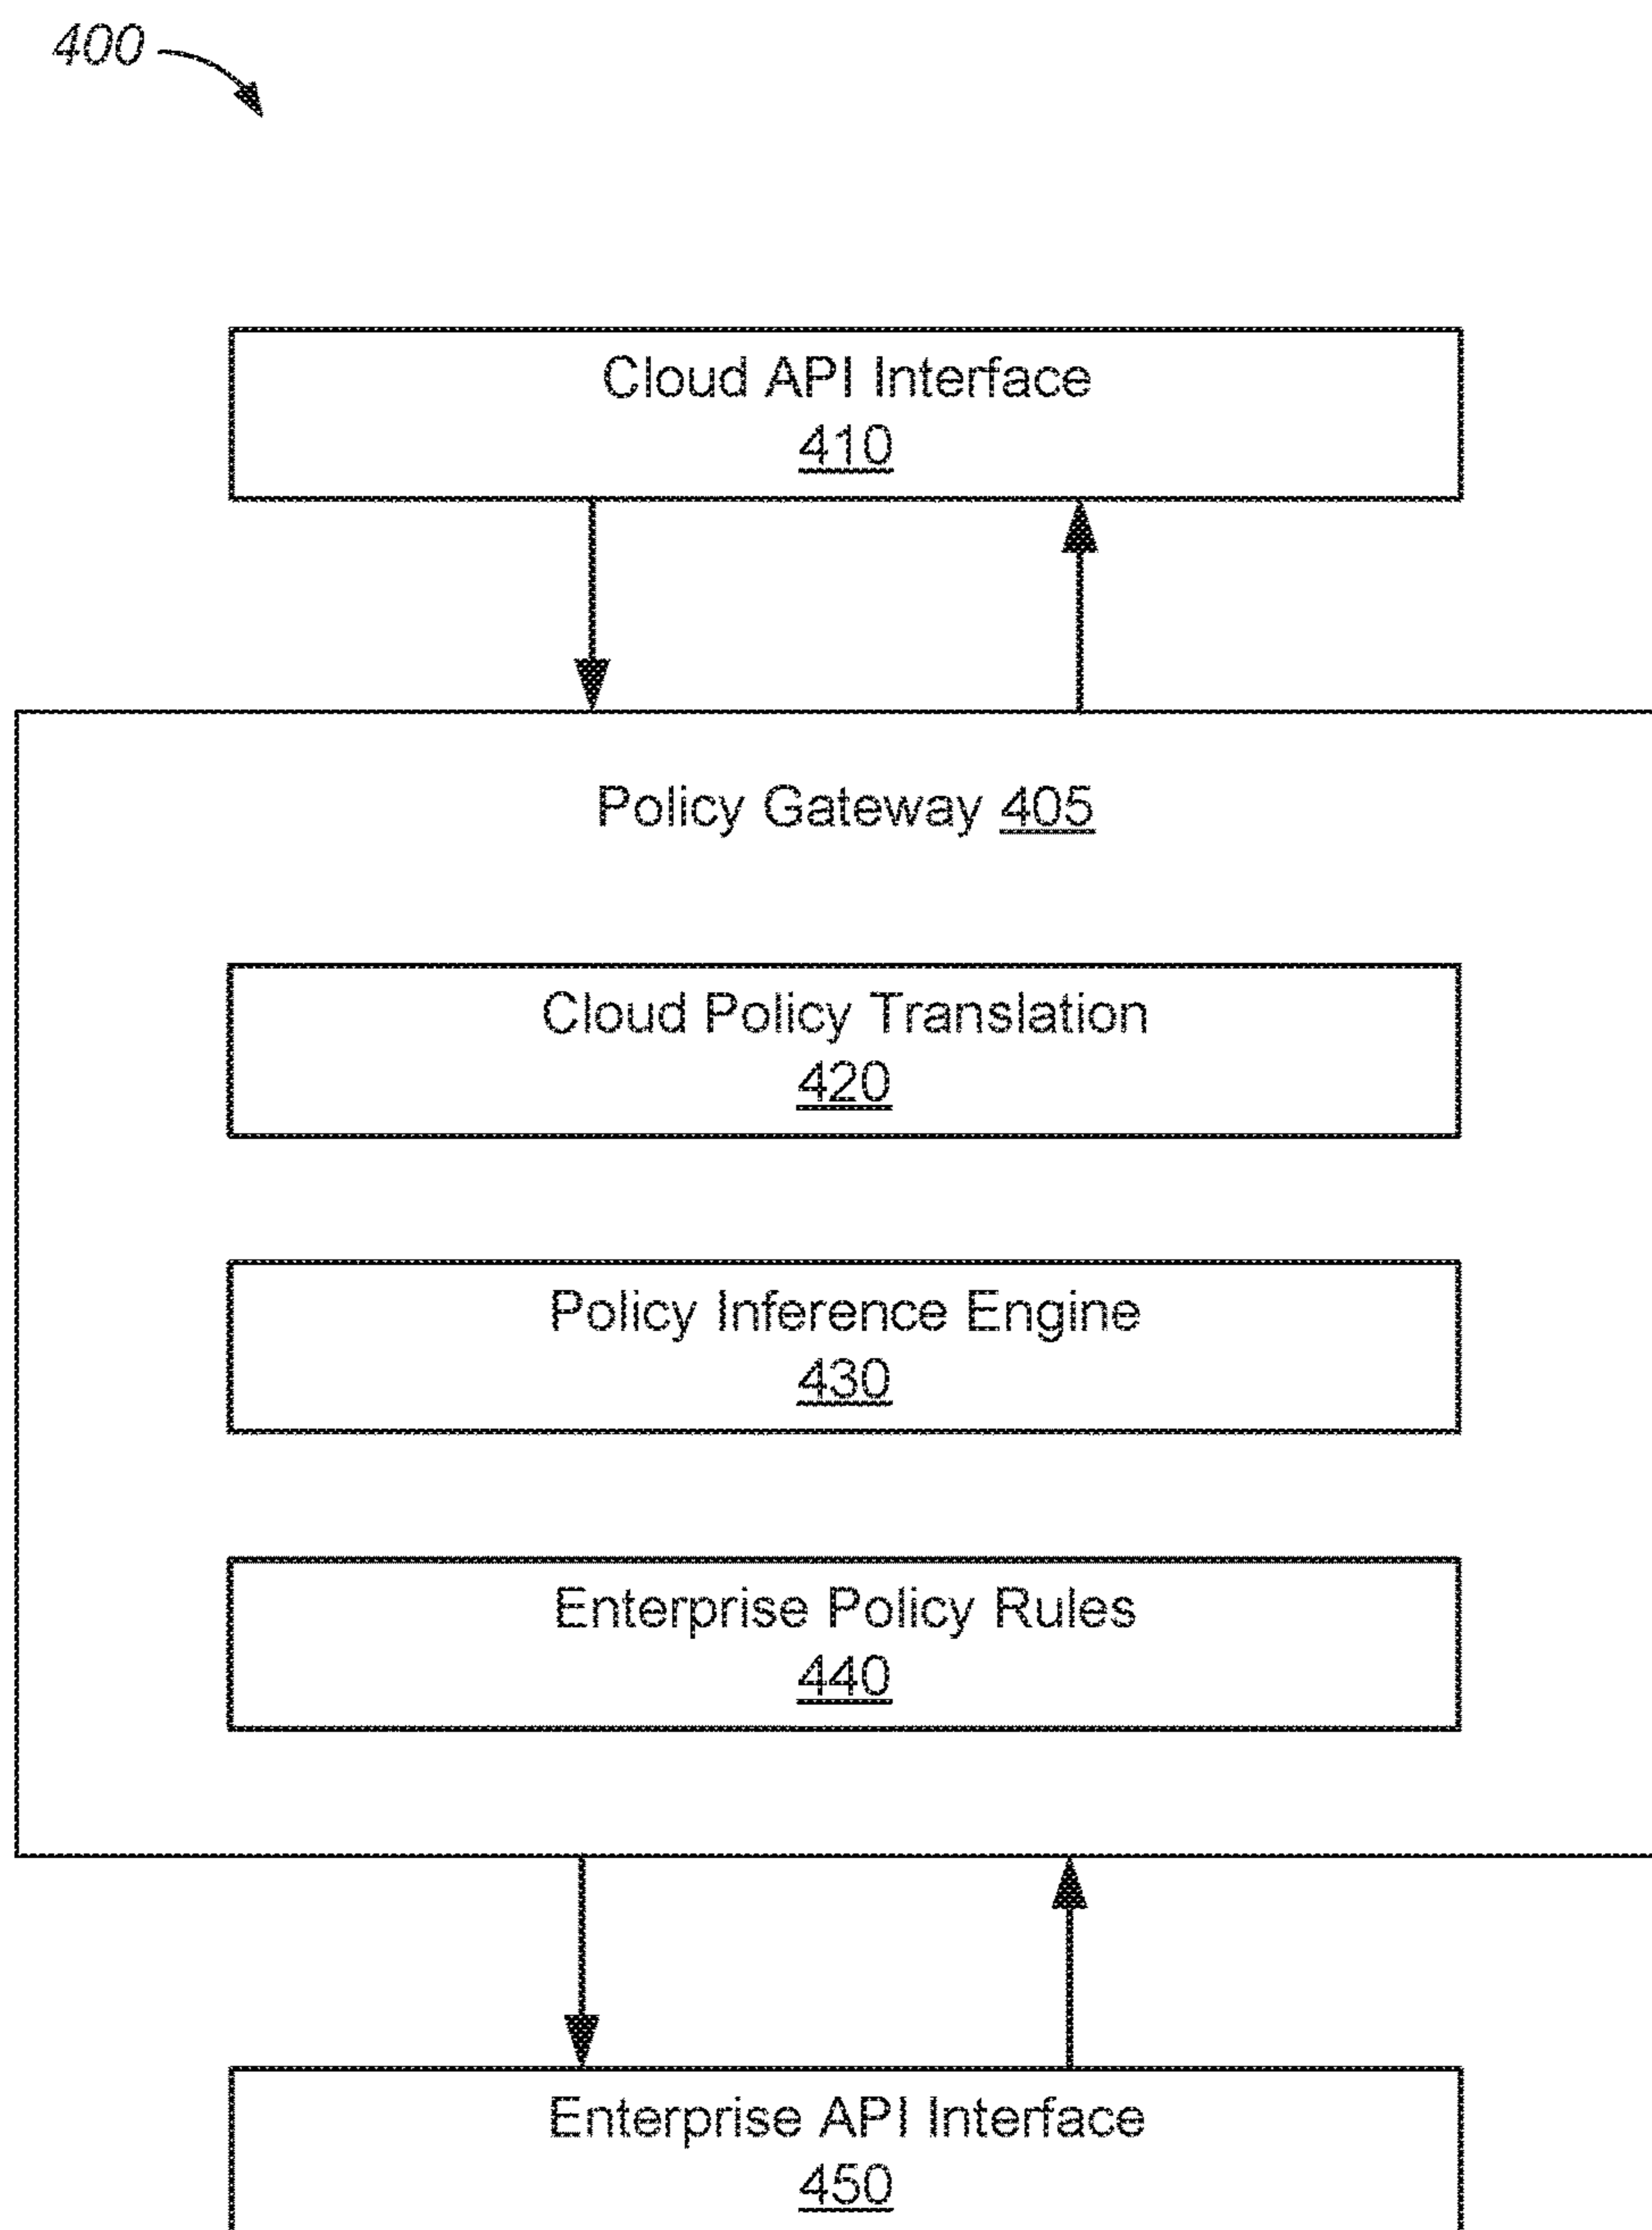 400
Cloud API Interface
410
Policy Gateway 405
Cloud Policy Translation
420
Policy Inference Engine
430
Enterprise Policy Rules
440
Enterprise API Interface
450